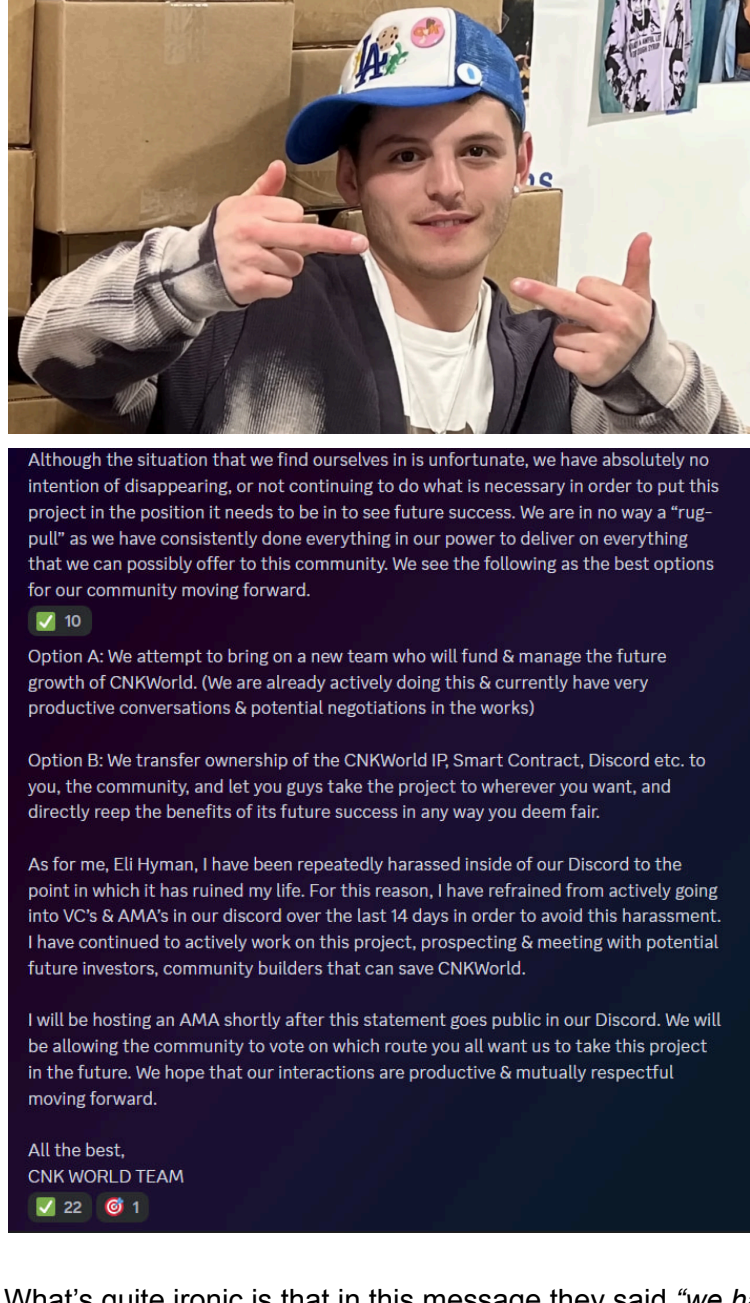 LA
Although the situation that we find ourselves in is unfortunate, we have absolutely no
intention of disappearing, or not continuing to do what is necessary in order to put this
project in the position it needs to be in to see future success. We are in no way a “rug-
pull” as we have consistently done everything in our power to deliver on everything
that we can possibly offer to this community. We see the following as the best options
for our community moving forward.
10
Option A: We attempt to bring on a new team who will fund & manage the future
growth of CNKWorld. (We are already actively doing this & currently have very
productive conversations & potential negotiations in the works)
Option B: We transfer ownership of the CNKWorld IP, Smart Contract, Discord etc. to
you, the community, and let you guys take the project to wherever you want, and
directly reep the benefits of its future success in any way you deem fair.
As for me, Eli Hyman, I have been repeatedly harassed inside of our Discord to the
point in which it has ruined my life. For this reason, I have refrained from actively going
into VC’s & AMA’s in our discord over the last 14 days in order to avoid this harassment.
I have continued to actively work on this project, prospecting & meeting with potential
future investors, community builders that can save CNKWorld.
I will be hosting an AMA shortly after this statement goes public in our Discord. We will
be allowing the community to vote on which route you all want us to take this project
in the future. We hope that our interactions are productive & mutually respectful
moving forward.
All the best,
CNK WORLD TEAM
22 1
What’s quite ironic is that in this message they said “we h